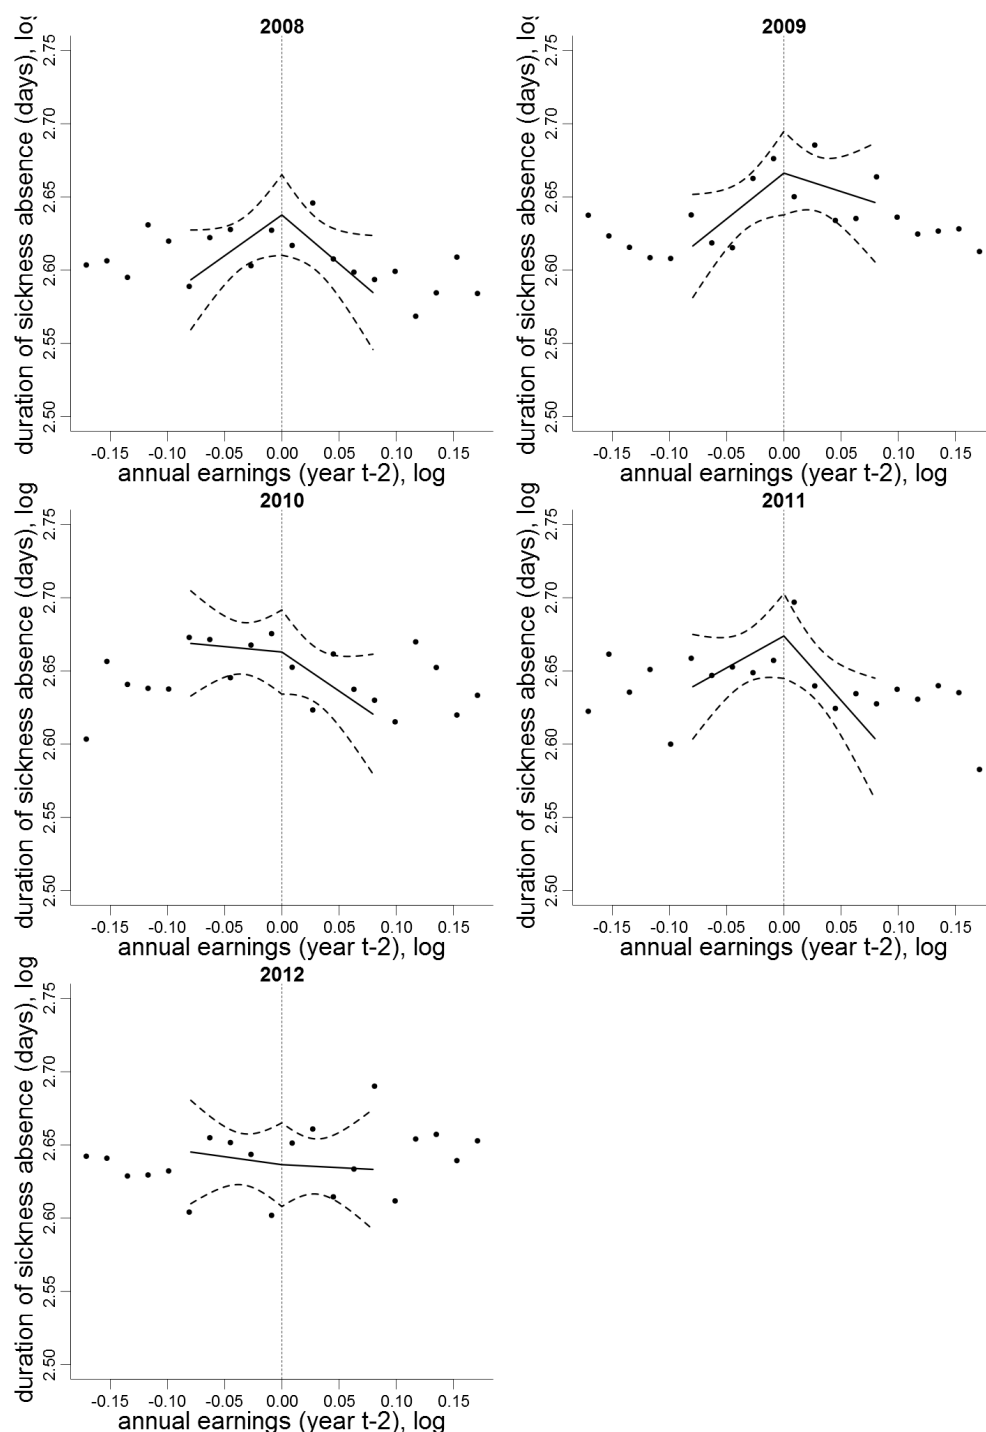 2008
duration of sickness absence (days), log
2.50 2.55 2.60 2.65 2.70 2.75
-0.15 -0.10 -0.05 0.00 0.05 0.10 0.15
annual earnings (year t-2), log
2009
duration of sickness absence (days), log
2.50 2.55 2.60 2.65 2.70 2.75
-0.15 -0.10 -0.05 0.00 0.05 0.10 0.15
annual earnings (year t-2), log
2010
duration of sickness absence (days), log
2.50 2.55 2.60 2.65 2.70 2.75
-0.15 -0.10 -0.05 0.00 0.05 0.10 0.15
annual earnings (year t-2), log
2011
duration of sickness absence (days), log
2.50 2.55 2.60 2.65 2.70 2.75
-0.15 -0.10 -0.05 0.00 0.05 0.10 0.15
annual earnings (year t-2), log
2012
duration of sickness absence (days), log
2.50 2.55 2.60 2.65 2.70 2.75
-0.15 -0.10 -0.05 0.00 0.05 0.10 0.15
annual earnings (year t-2), log